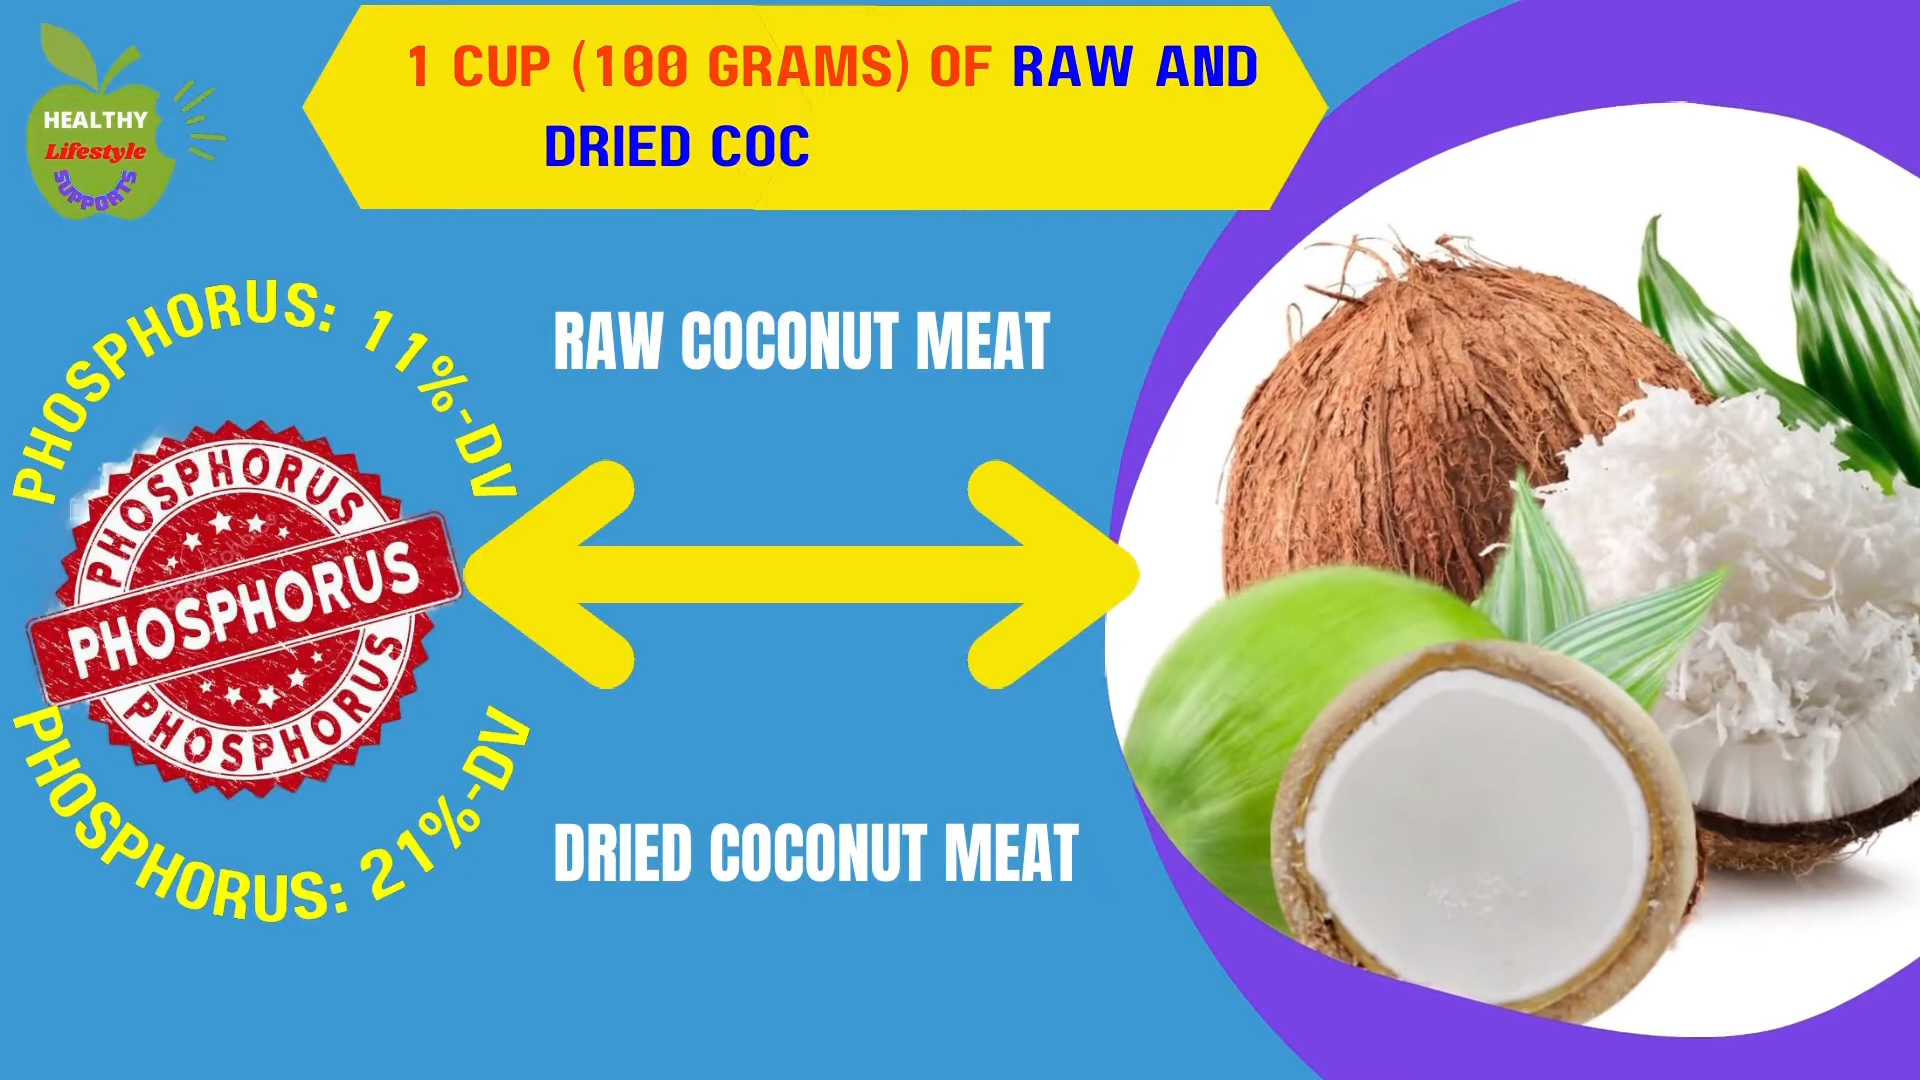 HEALTHY
Lifestyle
SUPPORTS
1 CUP (100 GRAMS) OF RAW AND
DRIED COC
PHOSPHORUS: 11%-DV
RAW COCONUT MEAT
PHOSPHORUS
PHOSPHORUS
PHOSPHORUS
PHOSPHORUS: 21%-DV
DRIED COCONUT MEAT